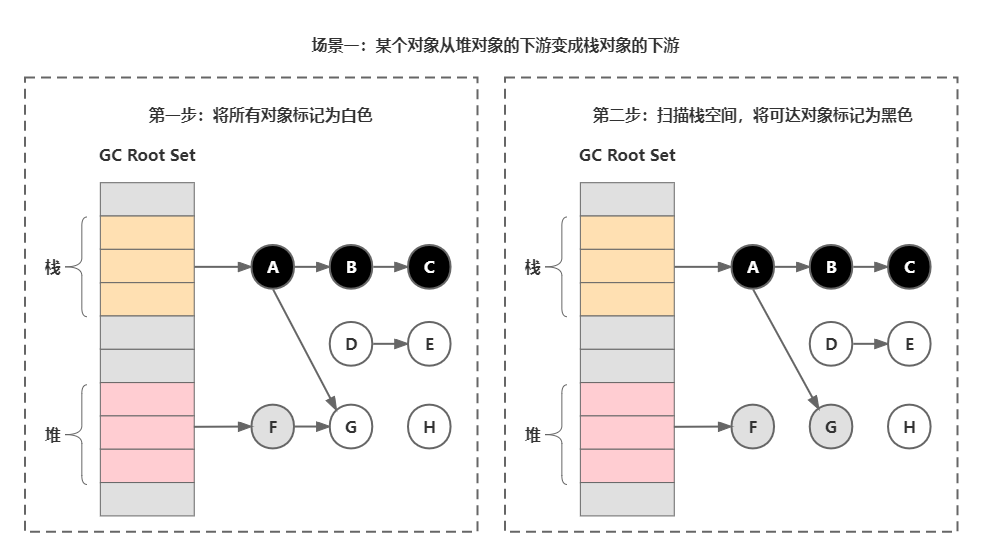 场景一：某个对象从堆对象的下游变成栈对象的下游
第一步：将所有对象标记为白色
GC Root Set
栈
A
B
C
D
E
堆
F
G
H
第二步：扫描栈空间，将可达对象标记为黑色
GC Root Set
栈
A
B
C
D
E
堆
F
G
H